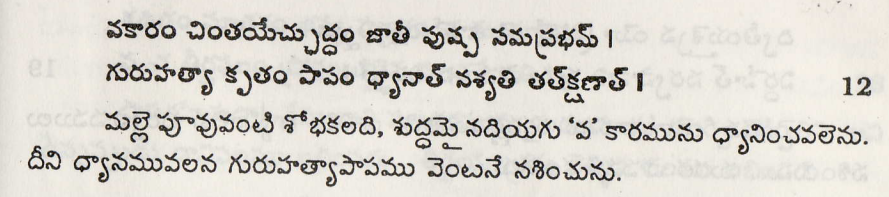 వకారం చింతయేచ్ఛుద్ధం జాతీ పుష్ప సమప్రభమ్ |
గురుహత్యా కృతం పాపం ధ్యానాత్ నశ్యతి తత్‌క్షణాత్ | 12
మల్లె పూవువంటి శోభకలది, శుద్ధమై నదియగు ‘వ’ కారమును ధ్యానించవలెను.
దీని ధ్యానమువలన గురుహత్యాపాపము వెంటనే నశించును.